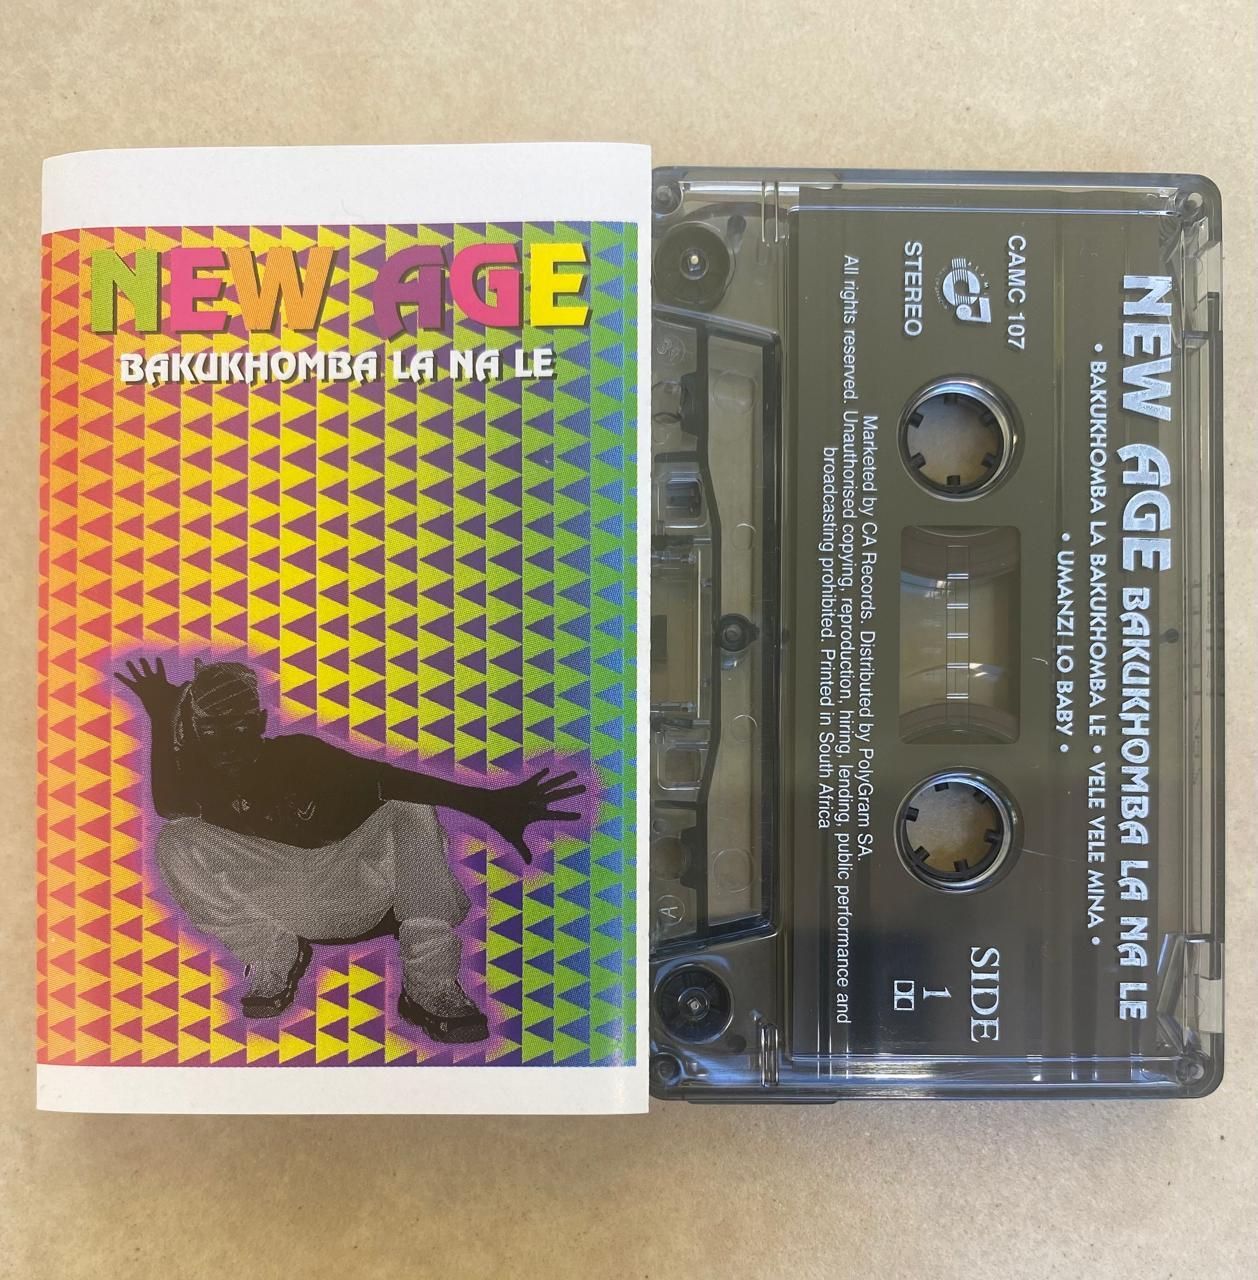 NEW AGE
BAKUKHOMBA LA NA LE
NEW AGE BAKUKHOMBA LA NA LE
• BAKUKHOMBA LA BAKUKHOMBA LE • VELE VELE MINA •
• UMANZI LO BABY •
CAMC 107
STEREO
SIDE
1
Marketed by CA Records. Distributed by PolyGram SA.
All rights reserved. Unauthorised copying, reproduction, hiring, lending, public performance and
broadcasting prohibited. Printed in South Africa
A